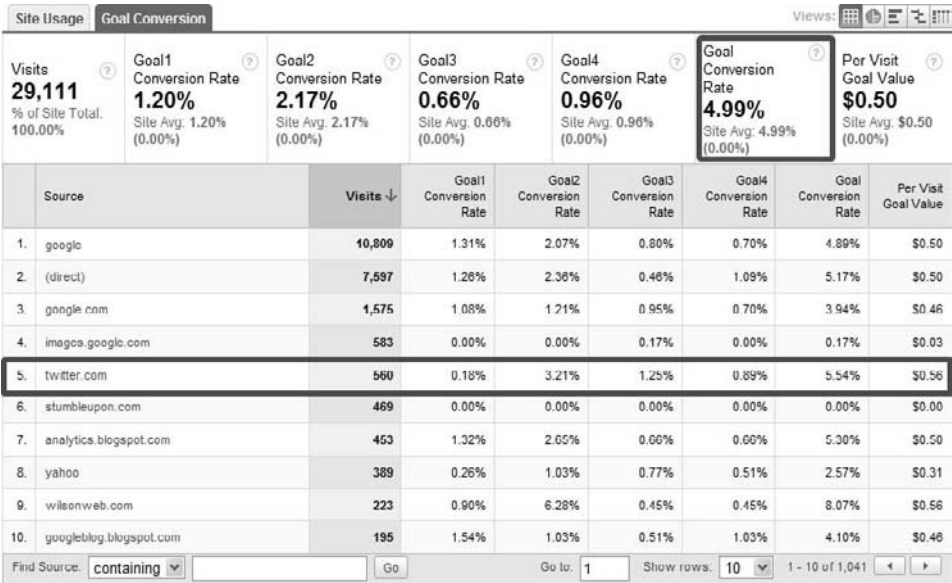 Site Usage Goal Conversion Views:
Visits ?
29,111
% of Site Total:
100.00%
Goal1 ?
Conversion Rate
1.20%
Site Avg: 1.20%
(0.00%)
Goal2 ?
Conversion Rate
2.17%
Site Avg: 2.17%
(0.00%)
Goal3 ?
Conversion Rate
0.66%
Site Avg: 0.66%
(0.00%)
Goal4 ?
Conversion Rate
0.96%
Site Avg: 0.96%
(0.00%)
Goal ?
Conversion
Rate
4.99%
Site Avg: 4.99%
(0.00%)
Per Visit ?
Goal Value
$0.50
Site Avg: $0.50
(0.00%)
Source Visits ↓ Goal1 Conversion Rate Goal2 Conversion Rate Goal3 Conversion Rate Goal4 Conversion Rate Goal Conversion Rate Per Visit Goal Value
1. google 10,809 1.31% 2.07% 0.80% 0.70% 4.89% $0.50
2. (direct) 7,597 1.26% 2.36% 0.46% 1.09% 5.17% $0.50
3. google.com 1,575 1.08% 1.21% 0.95% 0.70% 3.94% $0.46
4. images.google.com 583 0.00% 0.00% 0.17% 0.00% 0.17% $0.03
5. twitter.com 560 0.18% 3.21% 1.25% 0.89% 5.54% $0.56
6. stumbleupon.com 469 0.00% 0.00% 0.00% 0.00% 0.00% $0.00
7. analytics.blogspot.com 453 1.32% 2.65% 0.66% 0.66% 5.30% $0.50
8. yahoo 389 0.26% 1.03% 0.77% 0.51% 2.57% $0.31
9. wilsonweb.com 223 0.90% 6.28% 0.45% 0.45% 8.07% $0.56
10. googleblog.blogspot.com 195 1.54% 1.03% 0.51% 1.03% 4.10% $0.46
Find Source: containing Go Go to: 1 Show rows: 10 1 - 10 of 1,041